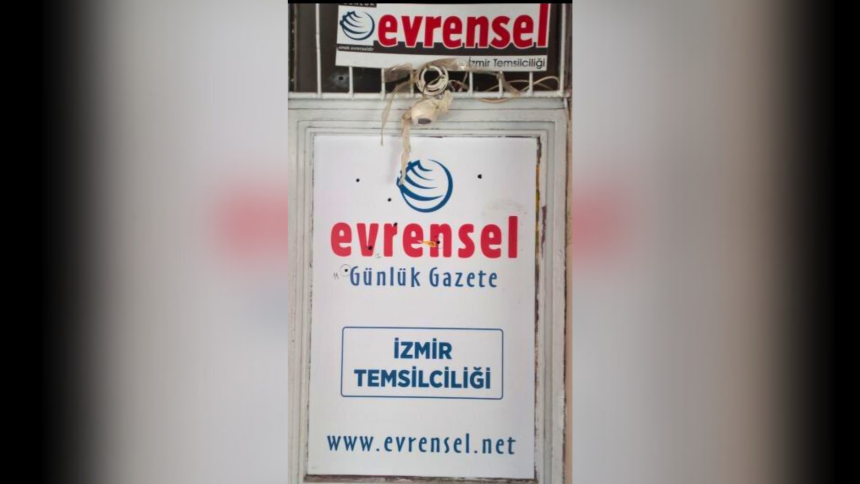 evrensel
İzmir Temsilciliği
evrensel
Günlük Gazete
İZMİR
TEMSİLCİLİĞİ
www.evrensel.net